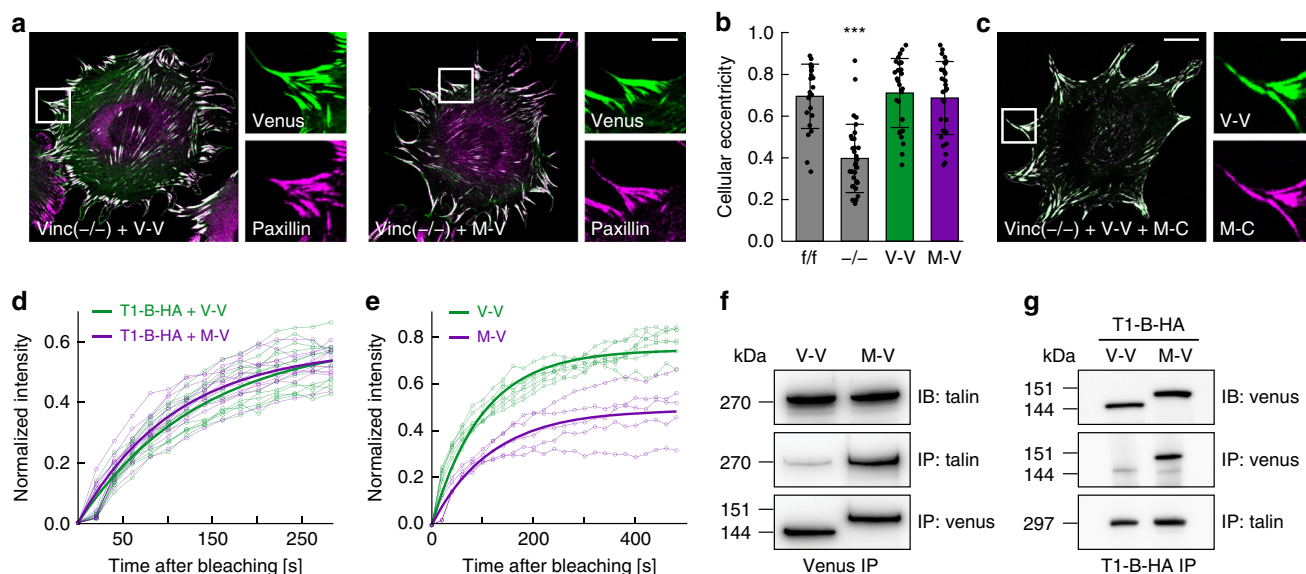 a
Venus
Paxillin
Vinc(−/−) + V-V
Venus
Paxillin
Vinc(−/−) + M-V
b
Cellular eccentricity
1.0
0.8
0.6
0.4
0.2
0.0
***
f/f −/− V-V M-V
c
V-V
M-C
Vinc(−/−) + V-V + M-C
d
T1-B-HA + V-V
T1-B-HA + M-V
Normalized intensity
0.6
0.4
0.2
0.0
50 150 250
Time after bleaching [s]
e
V-V
M-V
Normalized intensity
0.8
0.6
0.4
0.2
0.0
0 200 400
Time after bleaching [s]
f
kDa V-V M-V
270 IB: talin
270 IP: talin
151
144 IP: venus
Venus IP
g
T1-B-HA
kDa V-V M-V
151
144 IB: venus
151
144 IP: venus
297 IP: talin
T1-B-HA IP